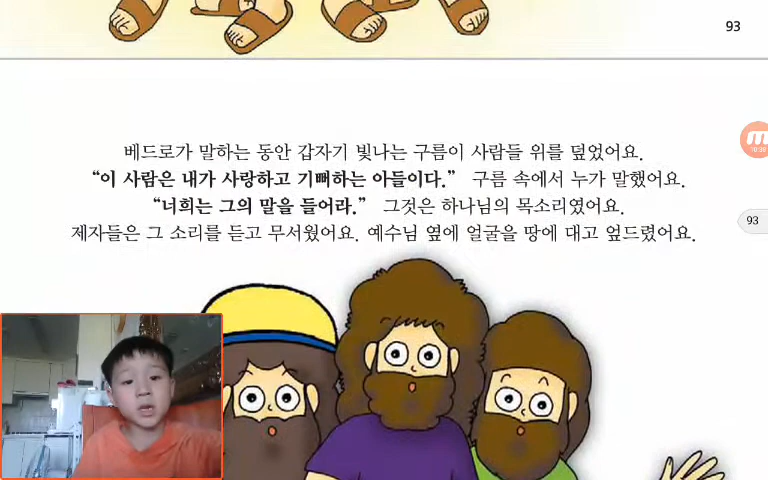 93
베드로가 말하는 동안 갑자기 빛나는 구름이 사람들 위를 덮었어요.
“이 사람은 내가 사랑하고 기뻐하는 아들이다.” 구름 속에서 누가 말했어요.
“너희는 그의 말을 들어라.” 그것은 하나님의 목소리였어요.
제자들은 그 소리를 듣고 무서웠어요. 예수님 옆에 얼굴을 땅에 대고 엎드렸어요.
93